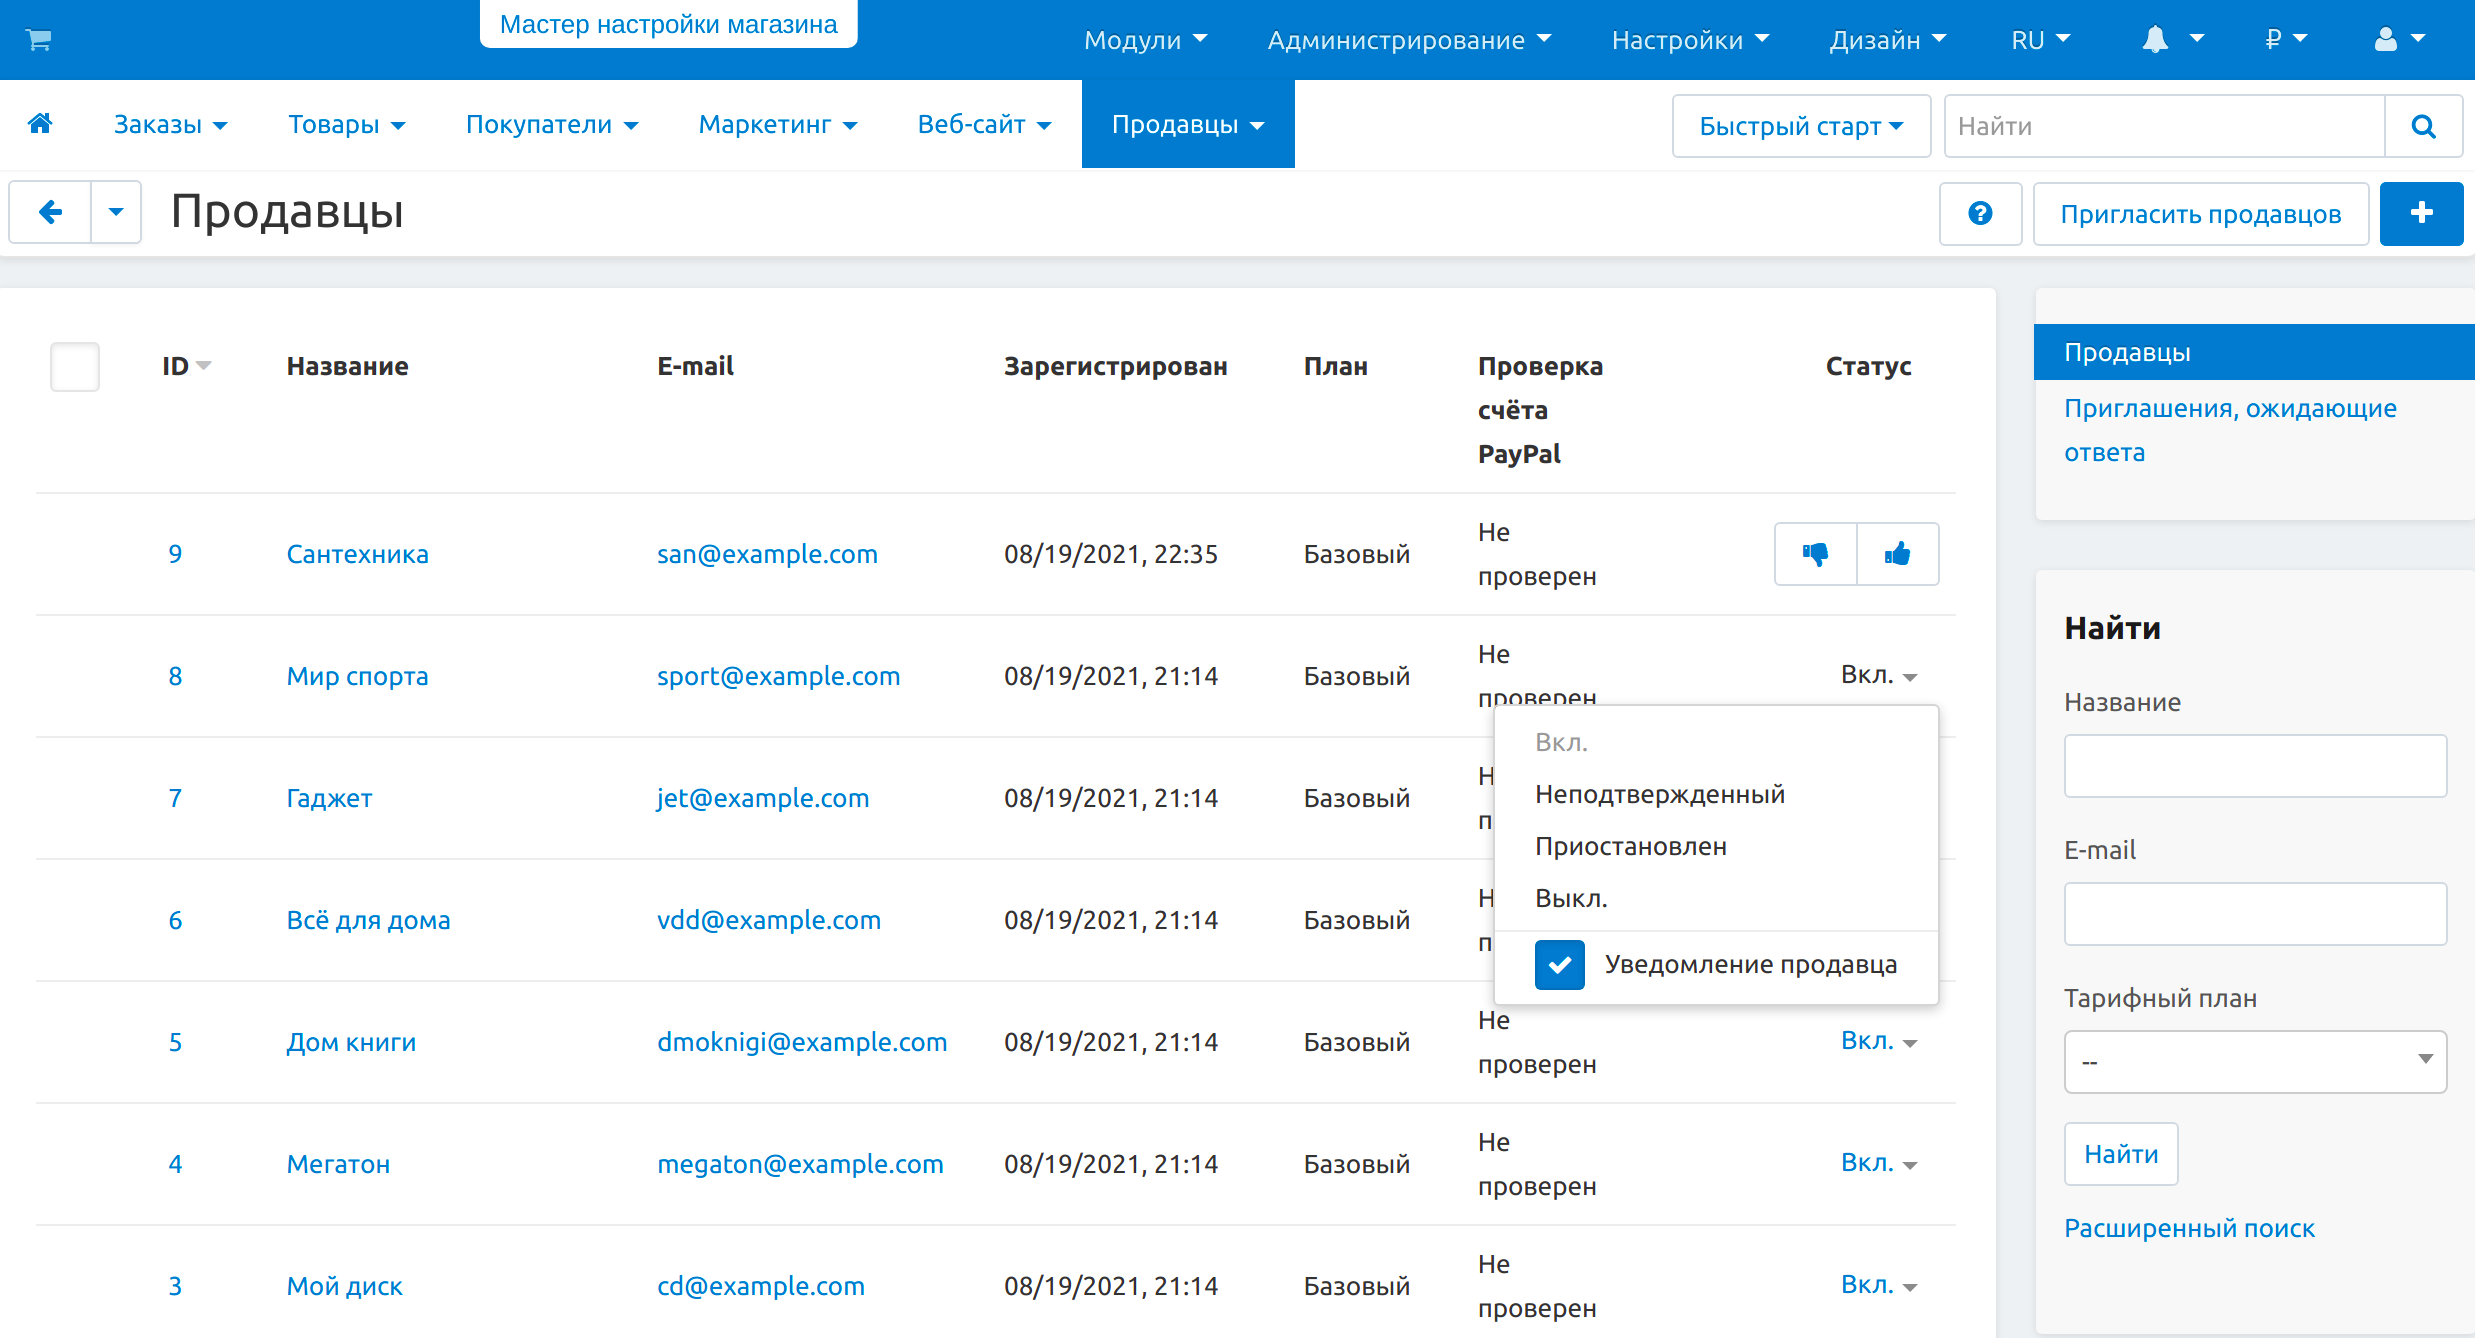 Мастер настройки магазина
Модули Администрирование Настройки Дизайн RU ₽
Заказы Товары Покупатели Маркетинг Веб-сайт Продавцы Быстрый старт Найти
Продавцы Пригласить продавцов
ID Название E-mail Зарегистрирован План Проверка счёта PayPal Статус
9 Сантехника san@example.com 08/19/2021, 22:35 Базовый Не проверен
8 Мир спорта sport@example.com 08/19/2021, 21:14 Базовый Не проверен Вкл.
Вкл.
Неподтвержденный
Приостановлен
Выкл.
Уведомление продавца
7 Гаджет jet@example.com 08/19/2021, 21:14 Базовый
6 Всё для дома vdd@example.com 08/19/2021, 21:14 Базовый
5 Дом книги dmoknigi@example.com 08/19/2021, 21:14 Базовый Не проверен Вкл.
4 Мегатон megaton@example.com 08/19/2021, 21:14 Базовый Не проверен Вкл.
3 Мой диск cd@example.com 08/19/2021, 21:14 Базовый Не проверен Вкл.
Продавцы
Приглашения, ожидающие
ответа
Найти
Название
E-mail
Тарифный план
--
Найти
Расширенный поиск